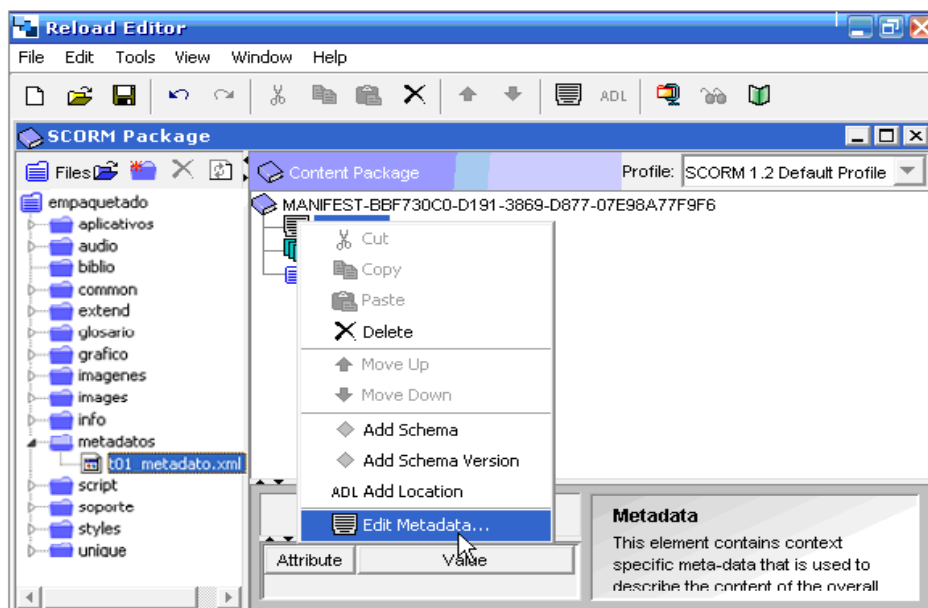 Reload Editor
File Edit Tools View Window Help
ADL
SCORM Package
Files
Content Package
Profile: SCORM 1.2 Default Profile
empaquetado
aplicativos
audio
biblio
common
extend
glosario
grafico
imagenes
images
info
metadatos
t01_metadato.xml
script
soporte
styles
unique
MANIFEST-BBF730C0-D191-3869-D877-07E98A77F9F6
Cut
Copy
Paste
Delete
Move Up
Move Down
Add Schema
Add Schema Version
ADL Add Location
Edit Metadata...
Attribute Value
Metadata
This element contains context
specific meta-data that is used to
describe the content of the overall